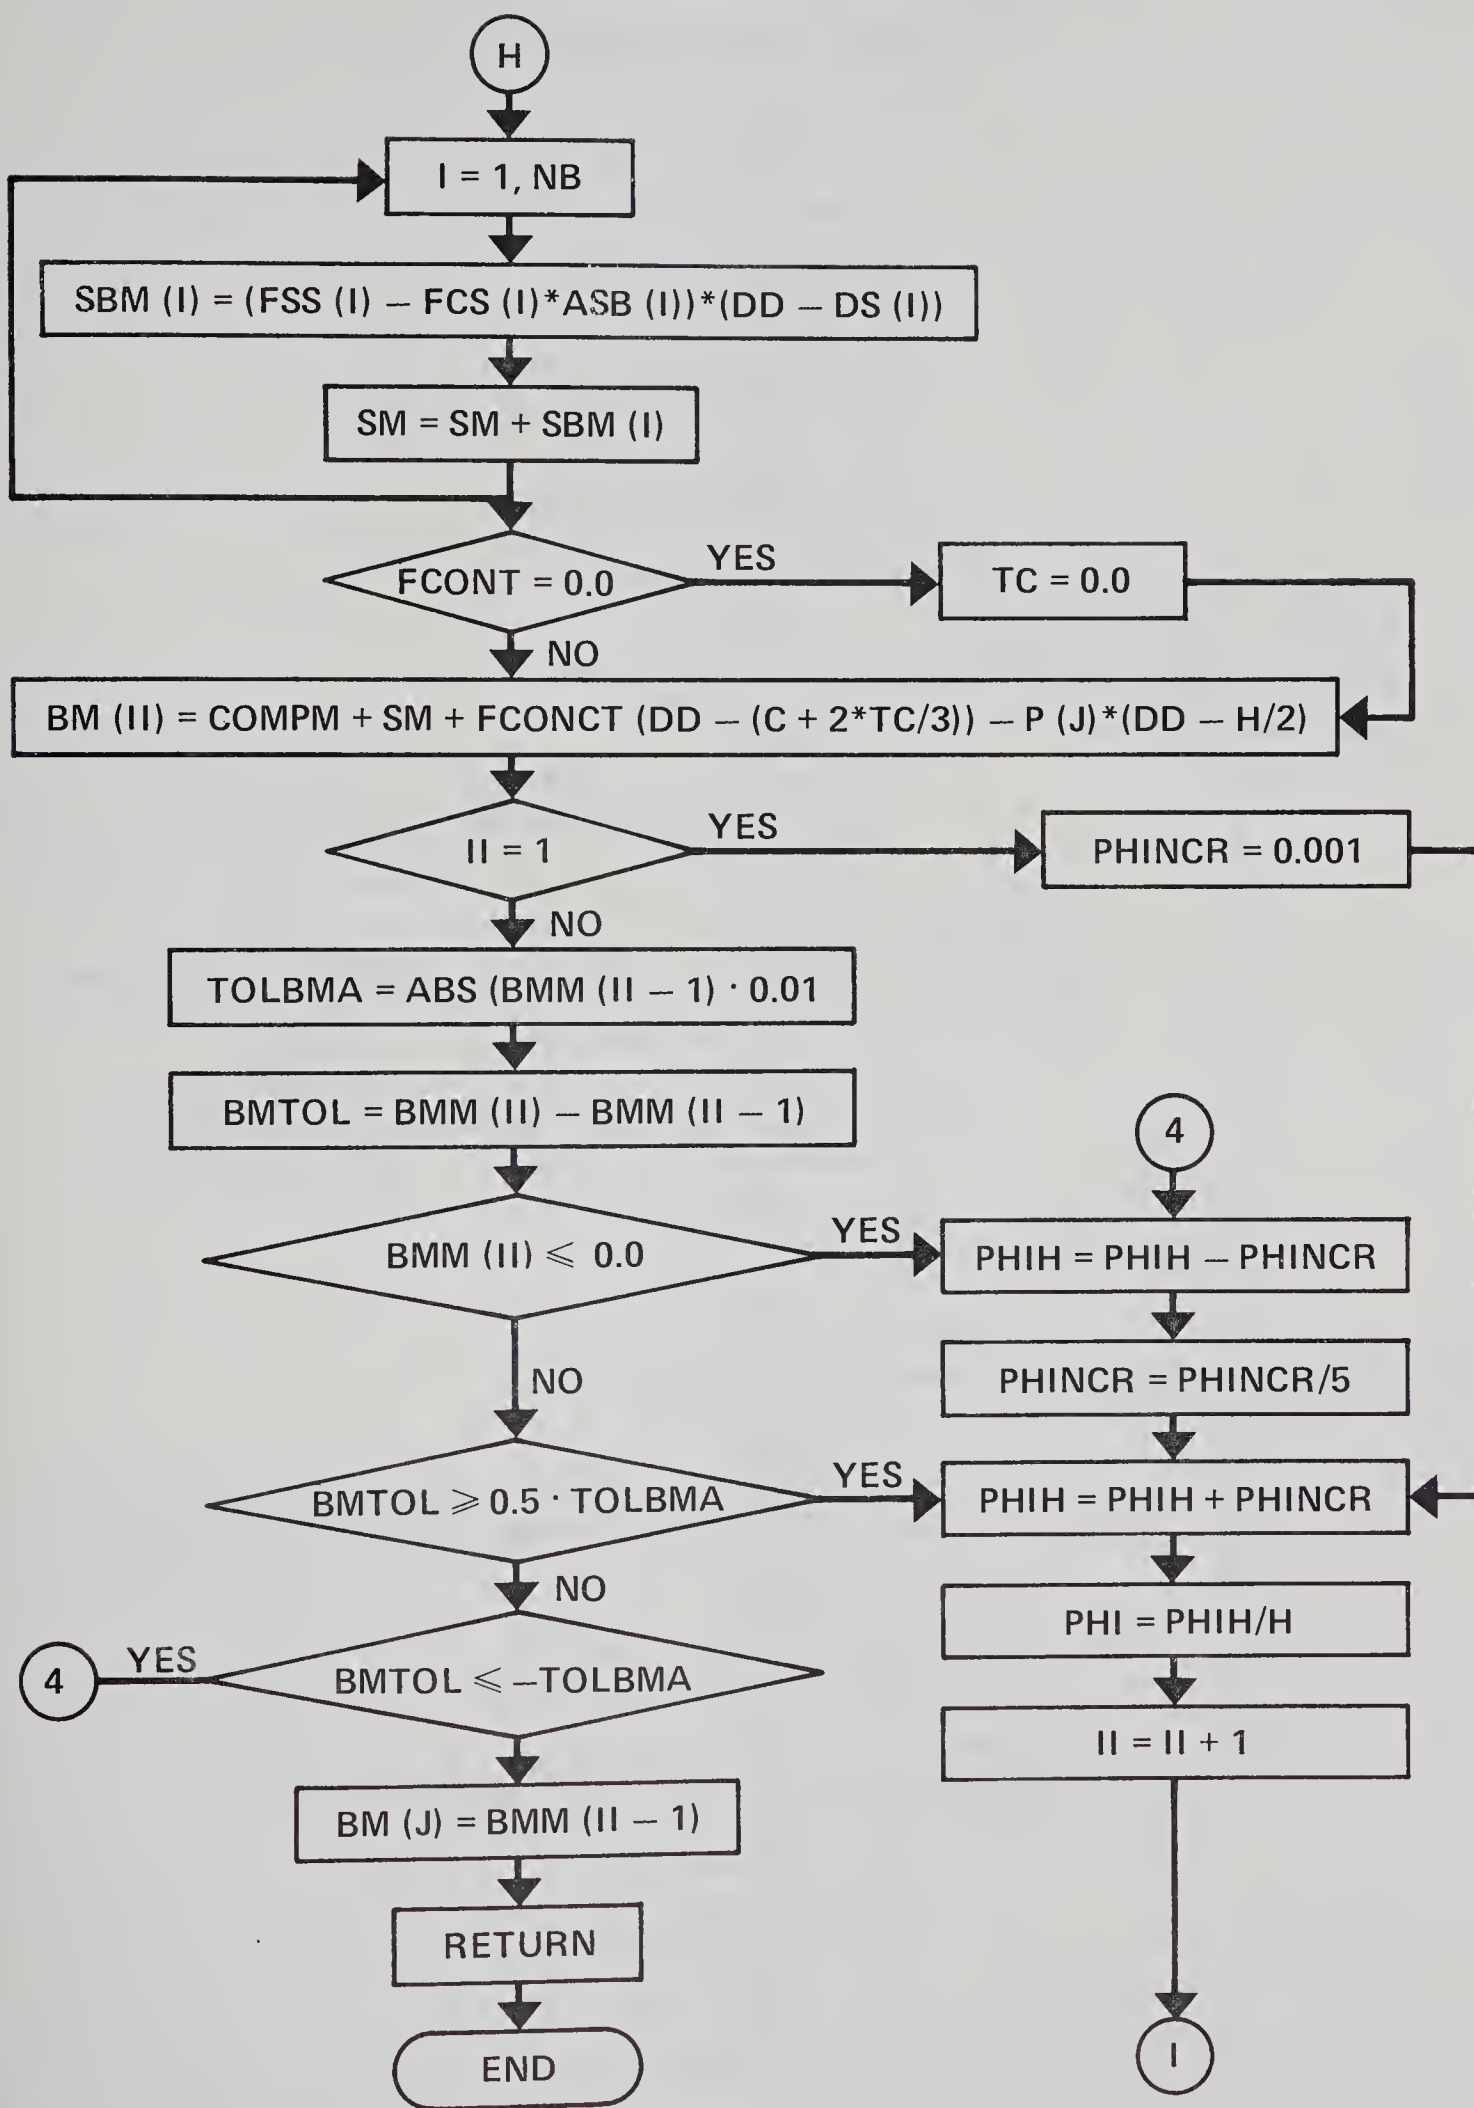 H
I = 1, NB
SBM (I) = (FSS (I) – FCS (I)*ASB (I))*(DD – DS (I))
SM = SM + SBM (I)
FCONT = 0.0
YES
TC = 0.0
NO
BM (II) = COMPM + SM + FCONCT (DD – (C + 2*TC/3)) – P (J)*(DD – H/2)
II = 1
YES
PHINCR = 0.001
NO
TOLBMA = ABS (BMM (II – 1) · 0.01
BMTOL = BMM (II) – BMM (II – 1)
BMM (II) ⩽ 0.0
YES
NO
BMTOL ⩾ 0.5 · TOLBMA
YES
NO
BMTOL ⩽ –TOLBMA
YES
4
BM (J) = BMM (II – 1)
RETURN
END
4
PHIH = PHIH – PHINCR
PHINCR = PHINCR/5
PHIH = PHIH + PHINCR
PHI = PHIH/H
II = II + 1
I